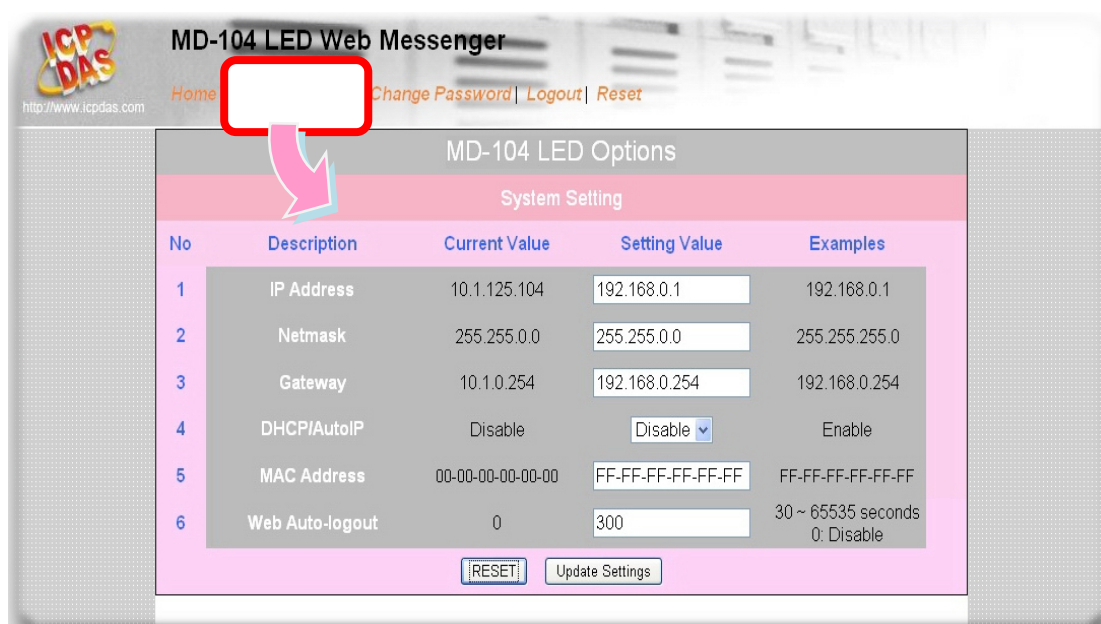 ICP DAS
http://www.icpdas.com
MD-104 LED Web Messenger
Home Change Password | Logout | Reset
MD-104 LED Options
System Setting
No Description Current Value Setting Value Examples
1 IP Address 10.1.125.104 192.168.0.1 192.168.0.1
2 Netmask 255.255.0.0 255.255.0.0 255.255.255.0
3 Gateway 10.1.0.254 192.168.0.254 192.168.0.254
4 DHCP/AutoIP Disable Disable Enable
5 MAC Address 00-00-00-00-00-00 FF-FF-FF-FF-FF-FF FF-FF-FF-FF-FF-FF
6 Web Auto-logout 0 300 30 ~ 65535 seconds
0: Disable
RESET Update Settings